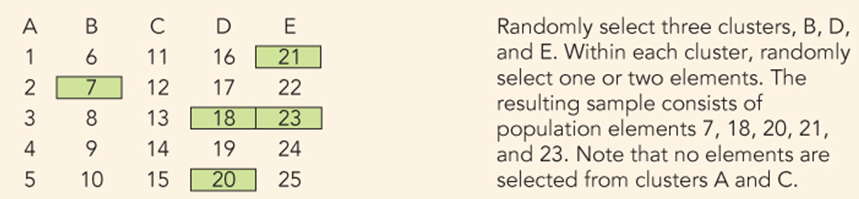 A B C D E
1 6 11 16 21
2 7 12 17 22
3 8 13 18 23
4 9 14 19 24
5 10 15 20 25
Randomly select three clusters, B, D,
and E. Within each cluster, randomly
select one or two elements. The
resulting sample consists of
population elements 7, 18, 20, 21,
and 23. Note that no elements are
selected from clusters A and C.